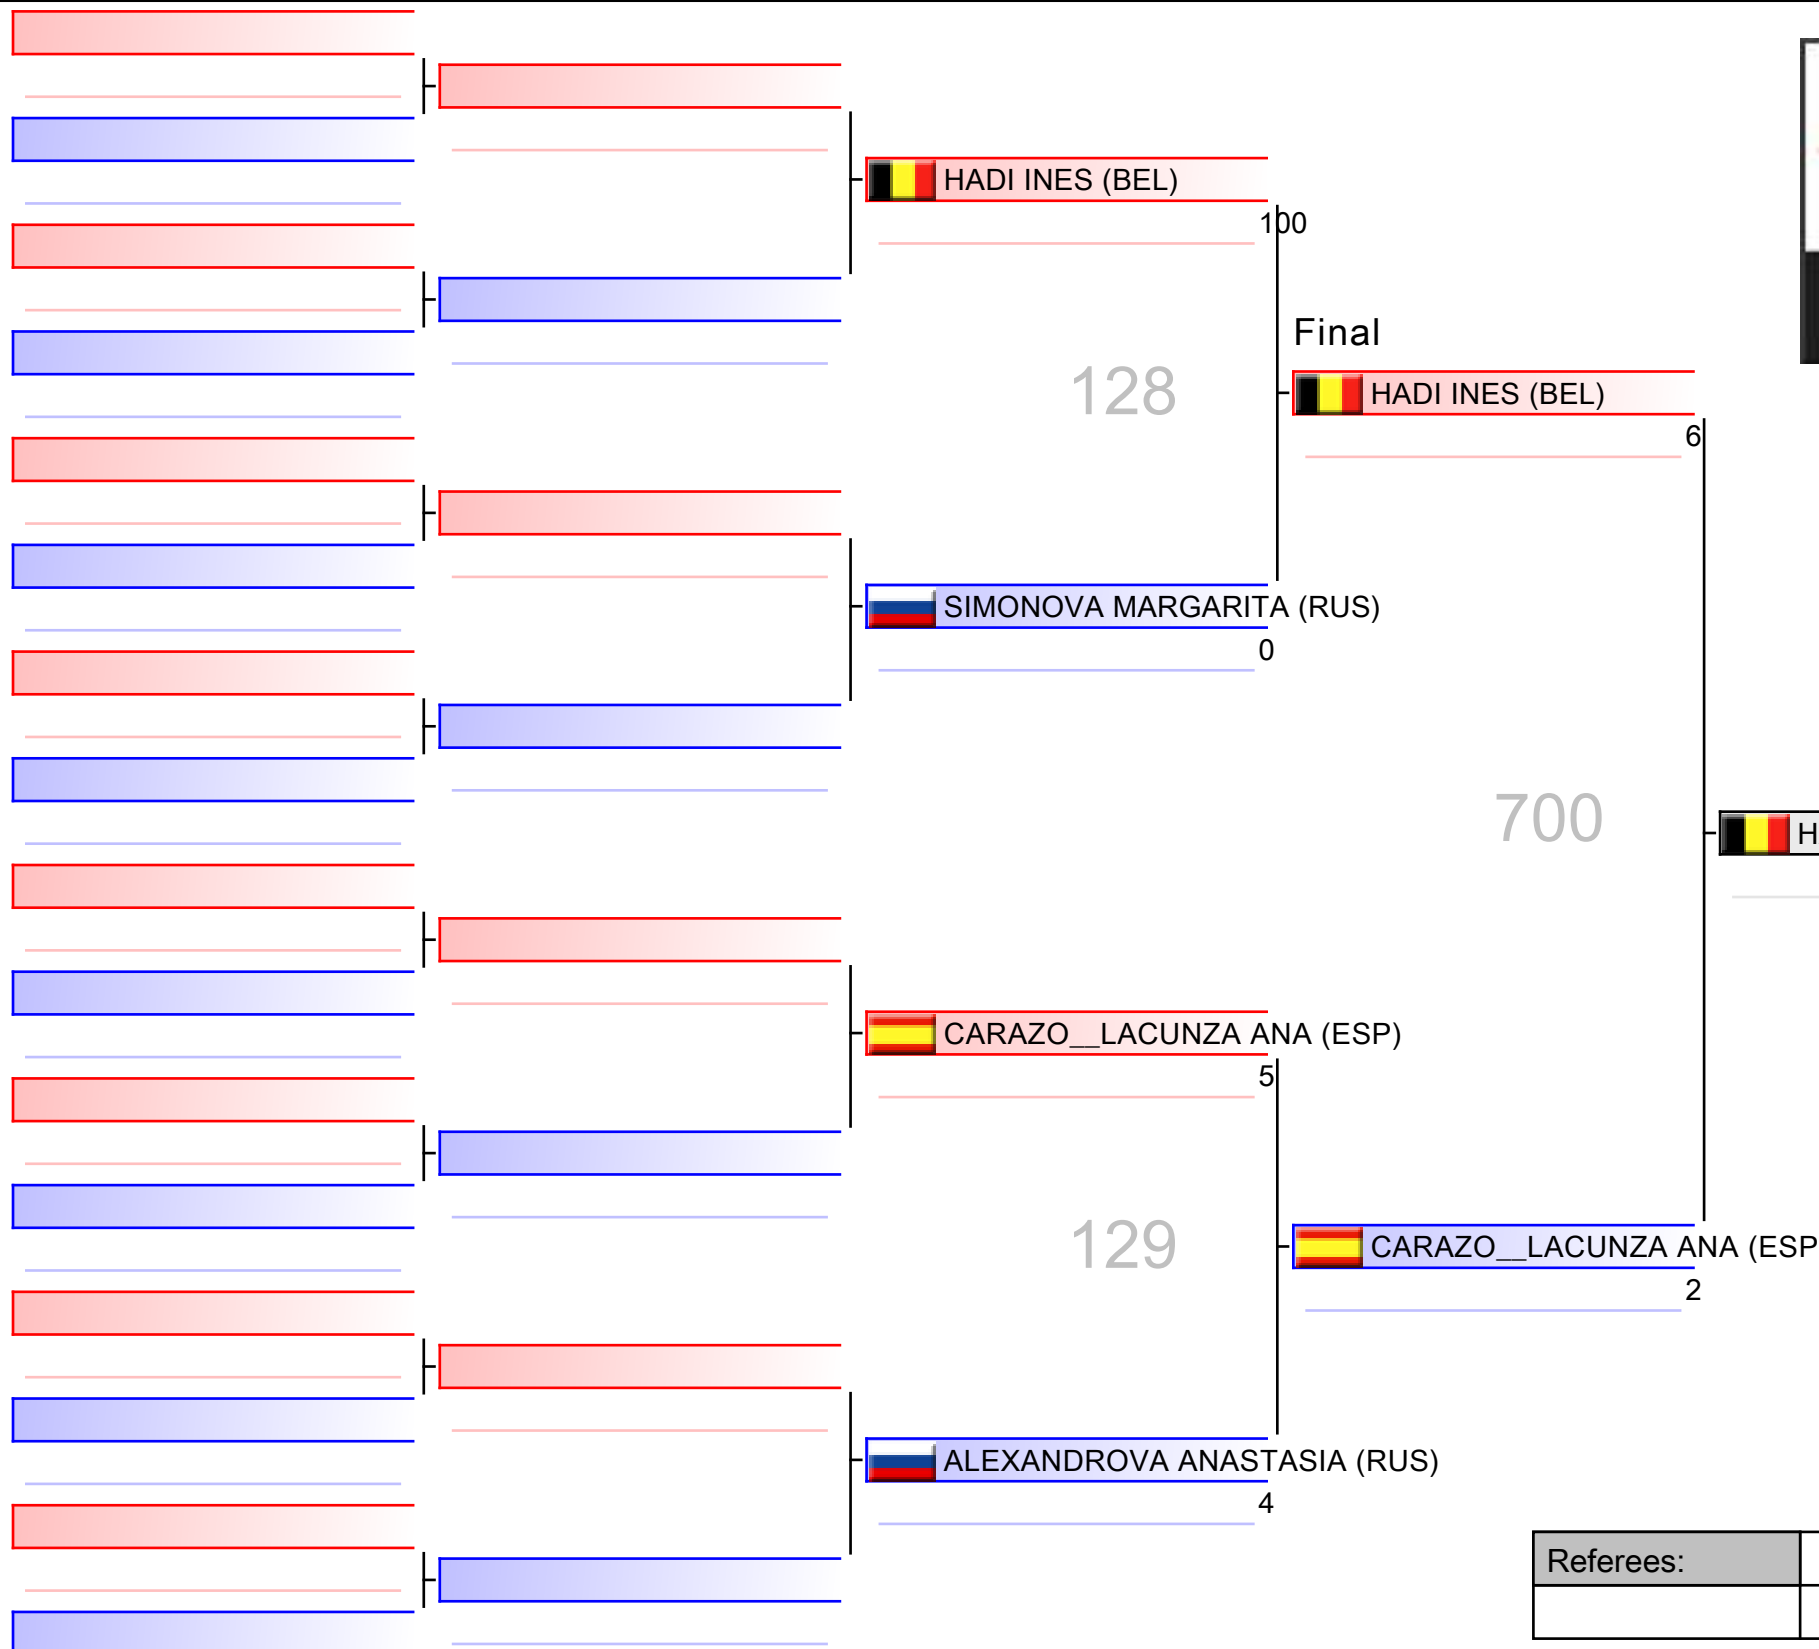 HADI INES (BEL)
100
Final
128
HADI INES (BEL)
6
SIMONOVA MARGARITA (RUS)
0
700
H
CARAZO__LACUNZA ANA (ESP)
5
129
CARAZO__LACUNZA ANA (ESP
2
ALEXANDROVA ANASTASIA (RUS)
4
Referees: